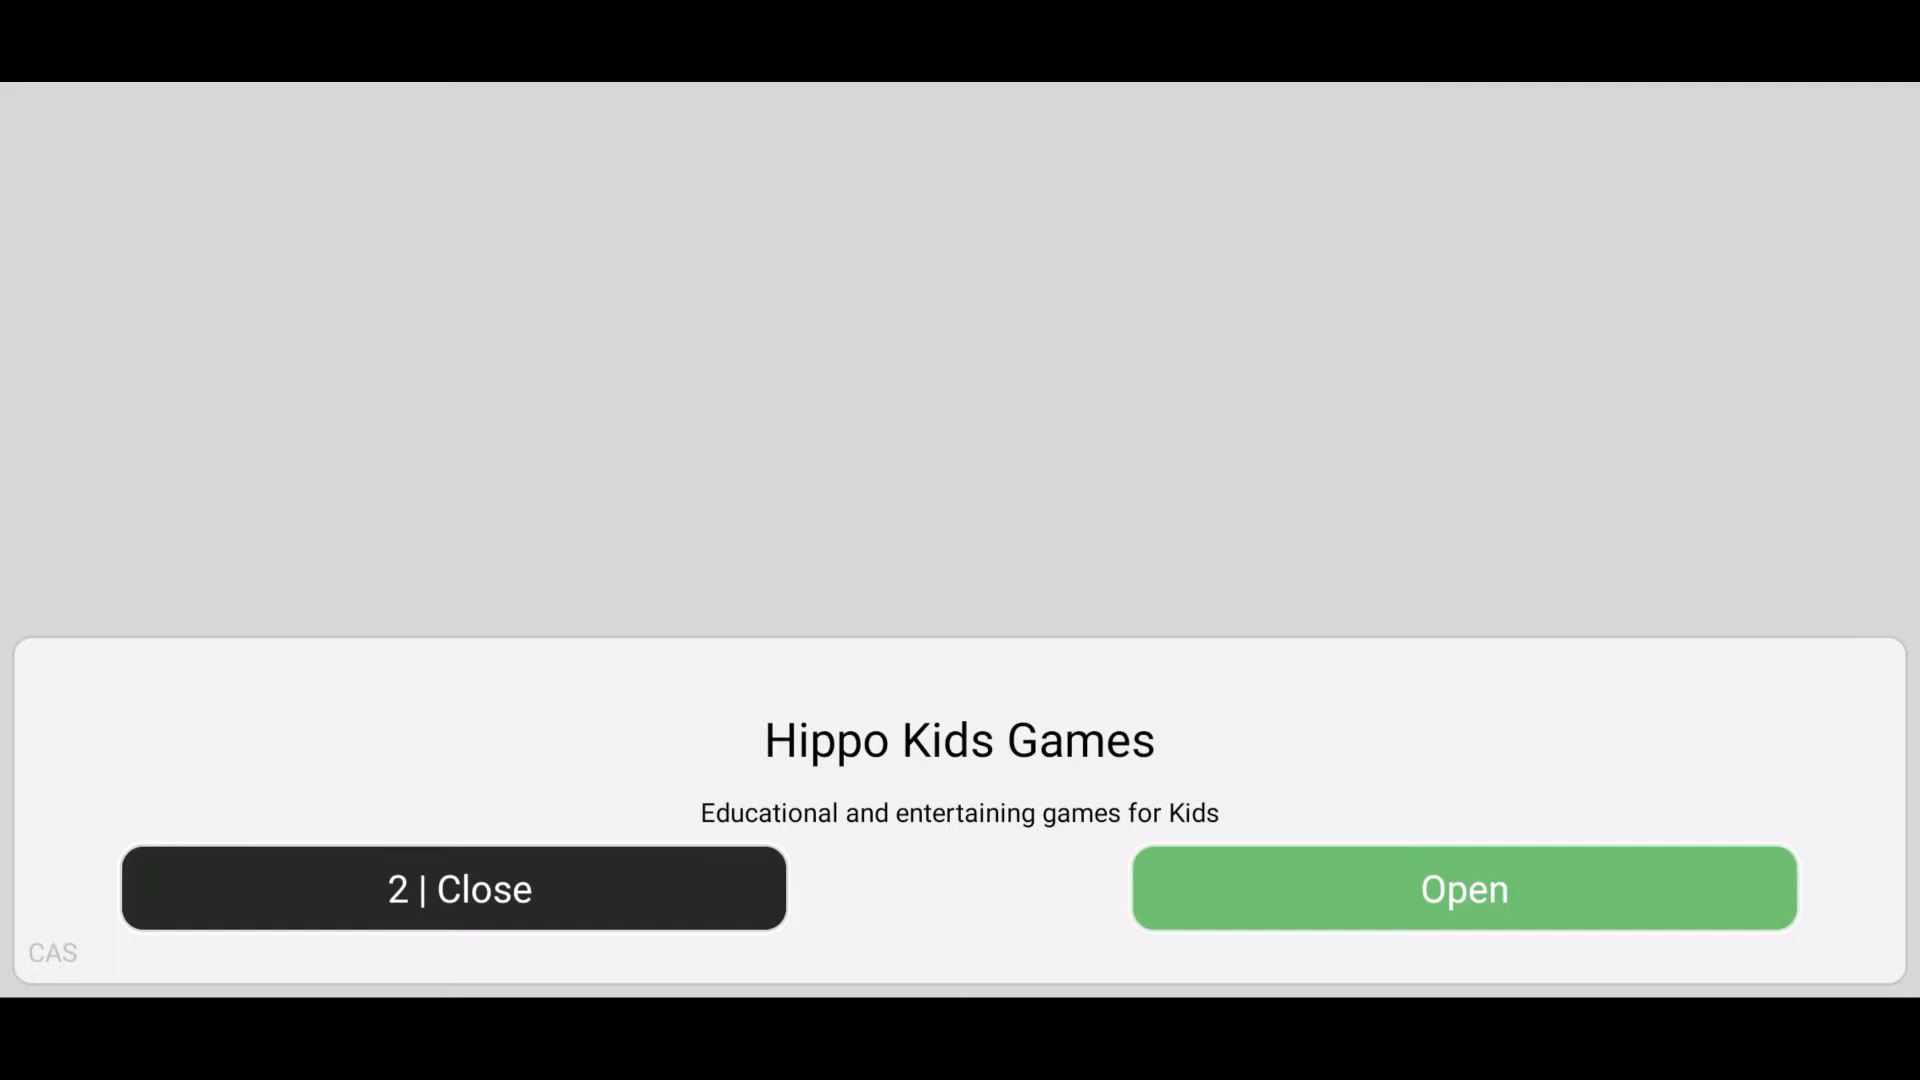 Hippo Kids Games
Educational and entertaining games for Kids
2 | Close
Open
CAS